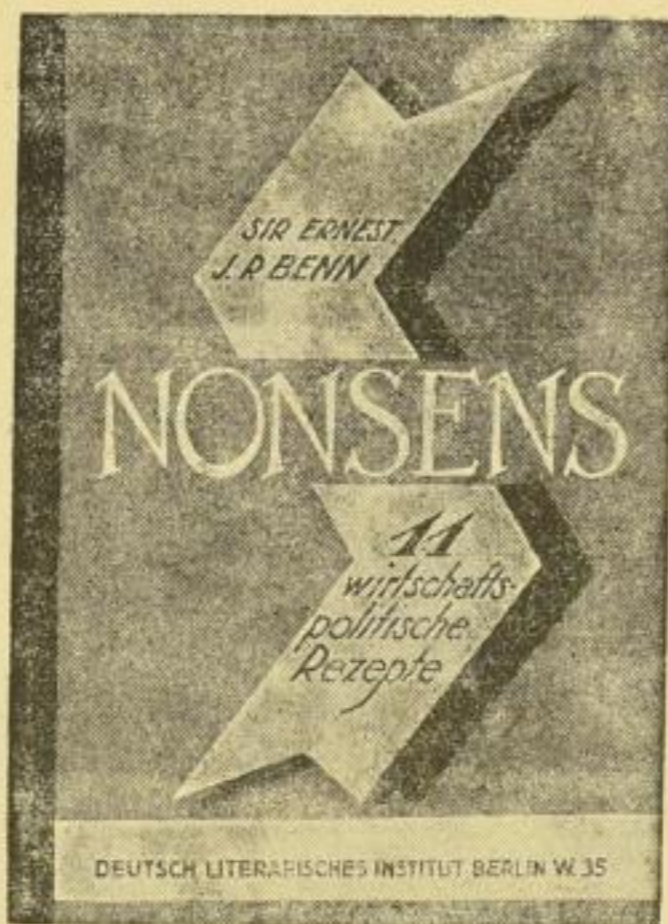 SIR ERNEST.
J.P. BENN
NONSENS
11
wirtschafts-
politische
Rezepte
DEUTSCH LITERARISCHES INSTITUT BERLIN W. 35